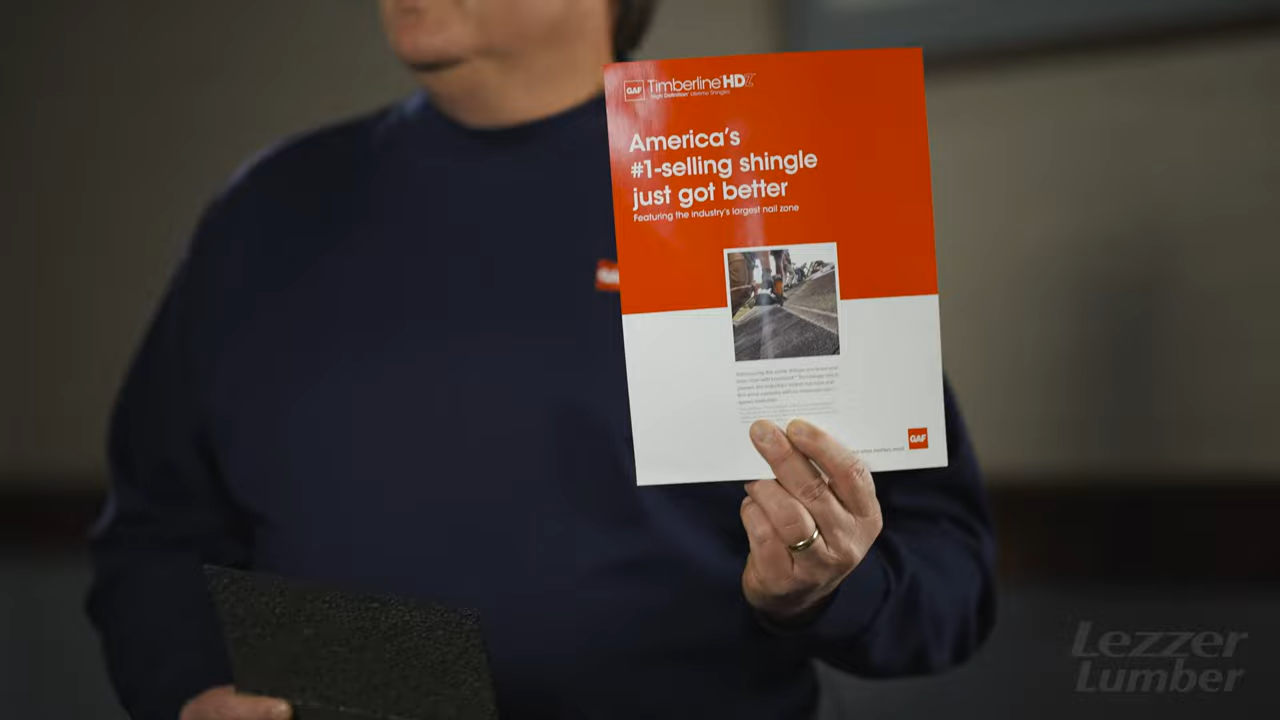 GAF Timberline HDZ
High Definition® Lifetime Shingles
America's
#1-selling shingle
just got better
Featuring the industry's largest nail zone
GAF
GAF
Lezzer
Lumber